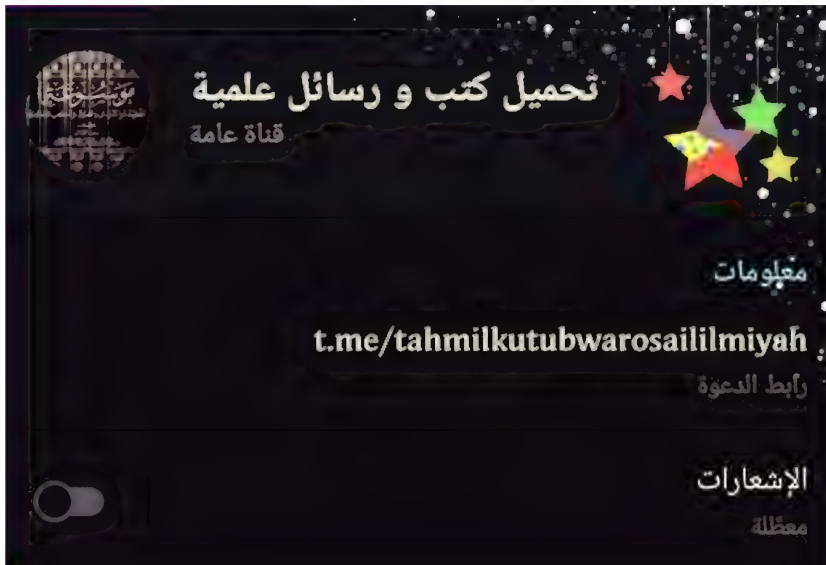 تحميل كتب و رسائل علمية
قناة عامة
معلومات
t.me/tahmilkutubwarosaililmiyah
رابط الدعوة
الإشعارات
معطلة